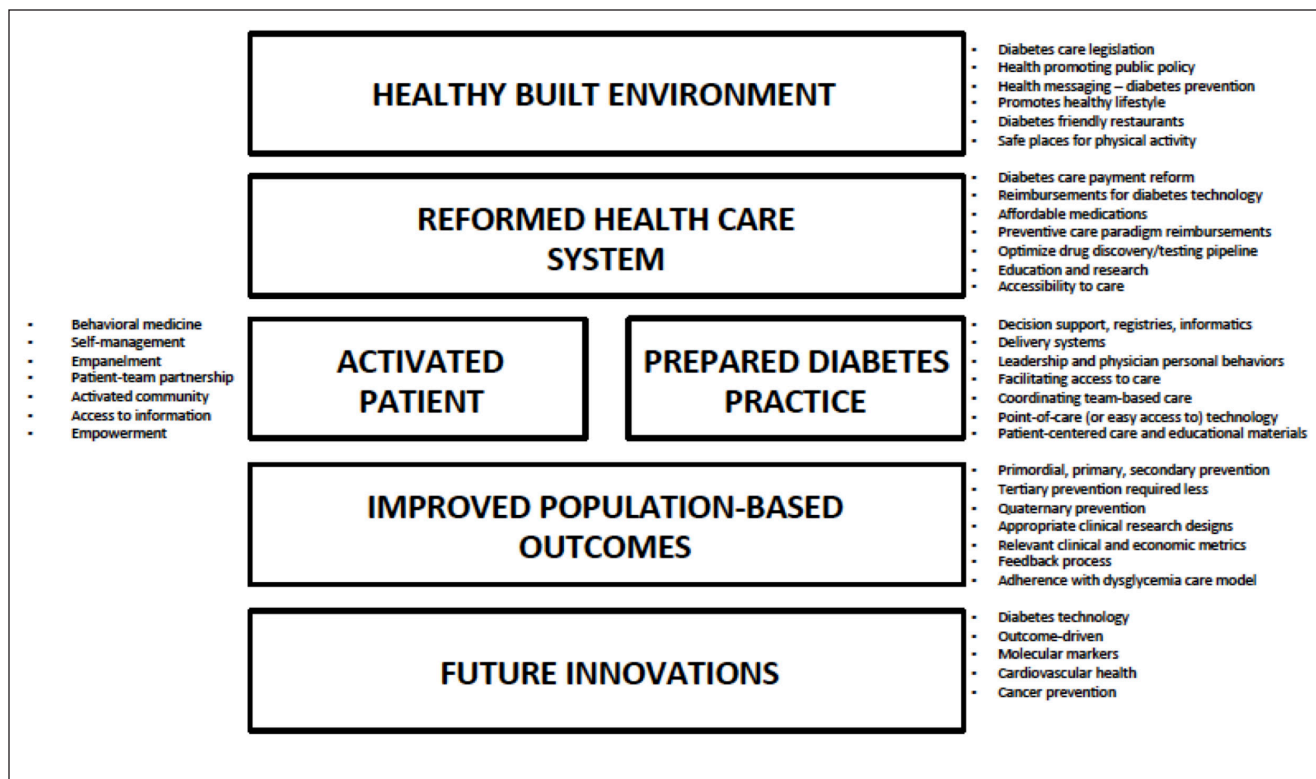 HEALTHY BUILT ENVIRONMENT
▪ Diabetes care legislation
▪ Health promoting public policy
▪ Health messaging – diabetes prevention
▪ Promotes healthy lifestyle
▪ Diabetes friendly restaurants
▪ Safe places for physical activity
REFORMED HEALTH CARE
SYSTEM
▪ Diabetes care payment reform
▪ Reimbursements for diabetes technology
▪ Affordable medications
▪ Preventive care paradigm reimbursements
▪ Optimize drug discovery/testing pipeline
▪ Education and research
▪ Accessibility to care
▪ Behavioral medicine
▪ Self-management
▪ Empanelment
▪ Patient-team partnership
▪ Activated community
▪ Access to information
▪ Empowerment
ACTIVATED
PATIENT
PREPARED DIABETES
PRACTICE
▪ Decision support, registries, informatics
▪ Delivery systems
▪ Leadership and physician personal behaviors
▪ Facilitating access to care
▪ Coordinating team-based care
▪ Point-of-care (or easy access to) technology
▪ Patient-centered care and educational materials
IMPROVED POPULATION-BASED
OUTCOMES
▪ Primordial, primary, secondary prevention
▪ Tertiary prevention required less
▪ Quaternary prevention
▪ Appropriate clinical research designs
▪ Relevant clinical and economic metrics
▪ Feedback process
▪ Adherence with dysglycemia care model
FUTURE INNOVATIONS
▪ Diabetes technology
▪ Outcome-driven
▪ Molecular markers
▪ Cardiovascular health
▪ Cancer prevention